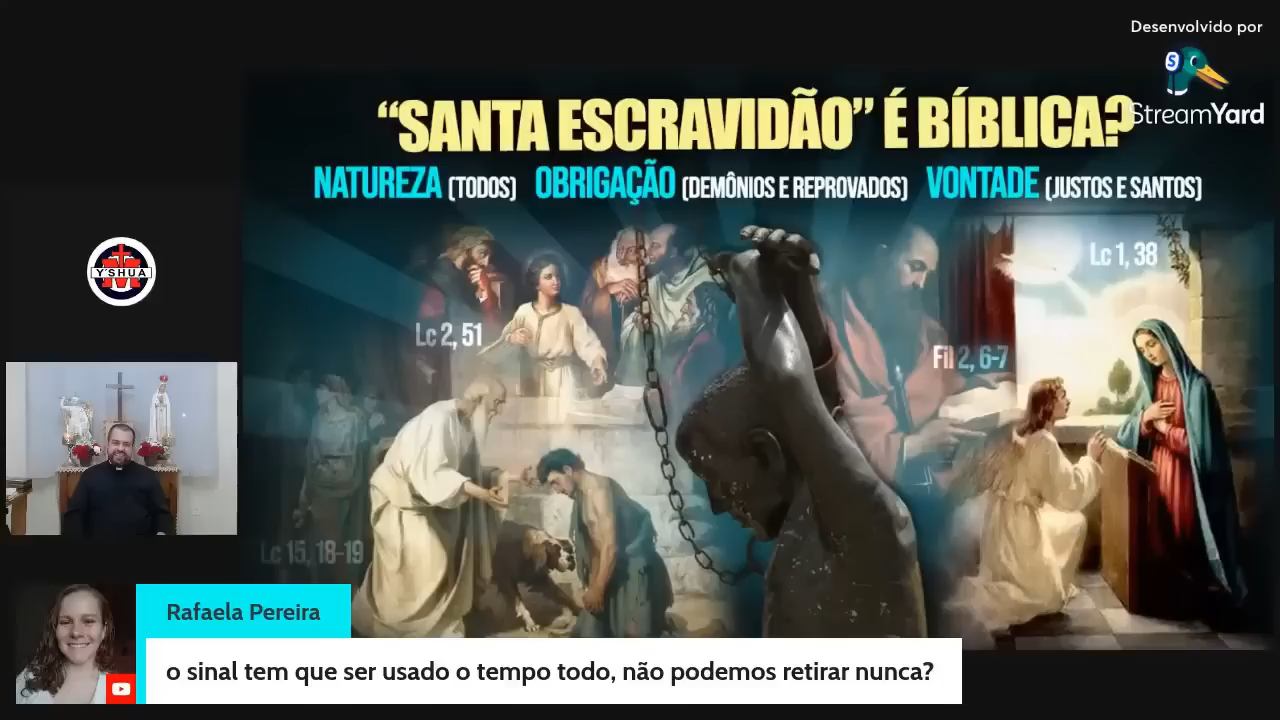 Desenvolvido por
StreamYard
“SANTA ESCRAVIDÃO” É BÍBLICA?
NATUREZA (TODOS) OBRIGAÇÃO (DEMÔNIOS E REPROVADOS) VONTADE (JUSTOS E SANTOS)
Lc 1, 38
Y'SHUA
Lc 2, 51
Fil 2, 6-7
Lc 15, 18-19
Rafaela Pereira
o sinal tem que ser usado o tempo todo, não podemos retirar nunca?